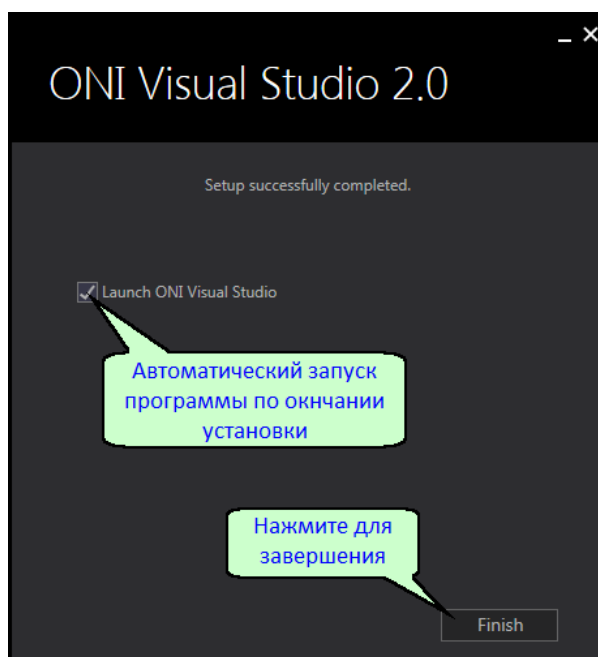 ONI Visual Studio 2.0
Setup successfully completed.
Launch ONI Visual Studio
Автоматический запуск
программы по окнчании
установки
Нажмите для
завершения
Finish